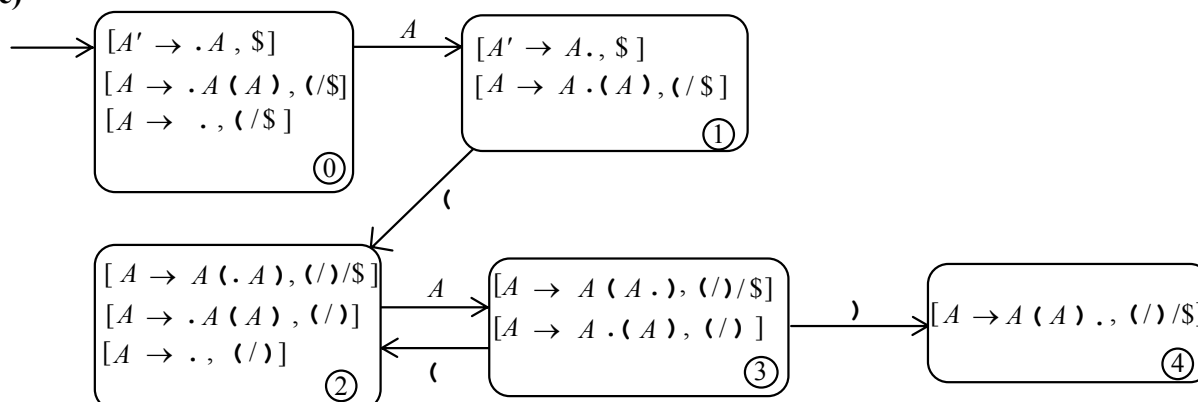 c)
[A′ → . A , $]
[A → . A ( A ) , ( / $]
[A → . , ( / $ ]
0
A
[A′ → A . , $ ]
[A → A . ( A ) , ( / $ ]
1
(
[ A → A ( . A ) , ( / ) / $]
[A → . A ( A ) , ( / )]
[A → . , ( / )]
2
A
(
[A → A ( A . ) , ( / ) / $]
[A → A . ( A ) , ( / ) ]
3
)
[A → A ( A ) . , ( / ) / $]
4